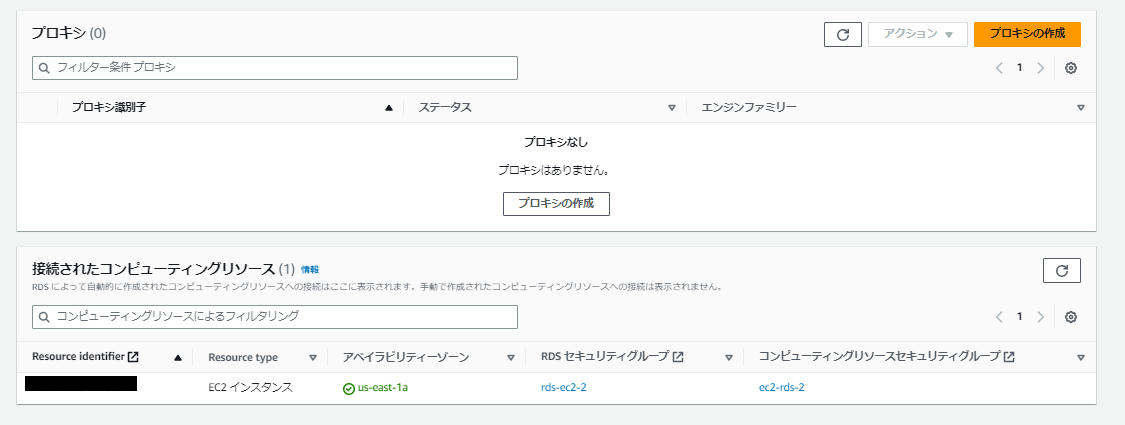 プロキシ (0)
アクション
プロキシの作成
フィルター条件 プロキシ
1
プロキシ識別子
ステータス
エンジンファミリー
プロキシなし
プロキシはありません。
プロキシの作成
接続されたコンピューティングリソース (1) 情報
RDS によって自動的に作成されたコンピューティングリソースへの接続はここに表示されます。手動で作成されたコンピューティングリソースへの接続は表示されません。
コンピューティングリソースによるフィルタリング
1
Resource identifier
Resource type
アベイラビリティーゾーン
RDS セキュリティグループ
コンピューティングリソースセキュリティグループ
EC2 インスタンス
us-east-1a
rds-ec2-2
ec2-rds-2